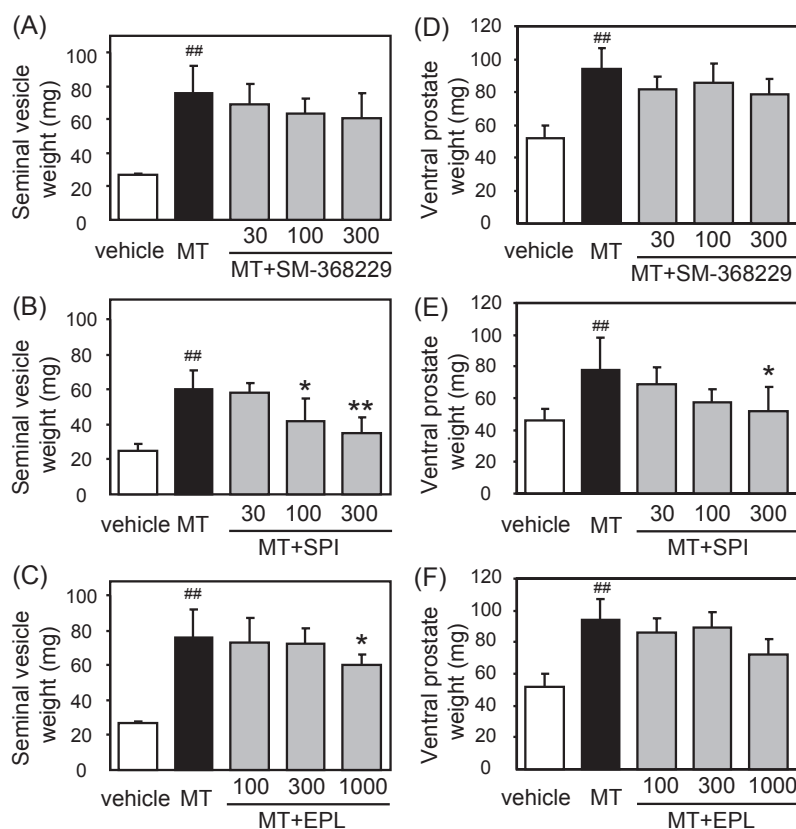 (A)
Seminal vesicle
weight (mg)
100
80
60
40
20
0
##
vehicle MT 30 100 300
MT+SM-368229
(D)
Ventral prostate
weight (mg)
120
100
80
60
40
20
0
##
vehicle MT 30 100 300
MT+SM-368229
(B)
Seminal vesicle
weight (mg)
100
80
60
40
20
0
##
*
**
vehicle MT 30 100 300
MT+SPI
(E)
Ventral prostate
weight (mg)
120
100
80
60
40
20
0
##
*
vehicle MT 30 100 300
MT+SPI
(C)
Seminal vesicle
weight (mg)
100
80
60
40
20
0
##
*
vehicle MT 100 300 1000
MT+EPL
(F)
Ventral prostate
weight (mg)
120
100
80
60
40
20
0
##
vehicle MT 100 300 1000
MT+EPL